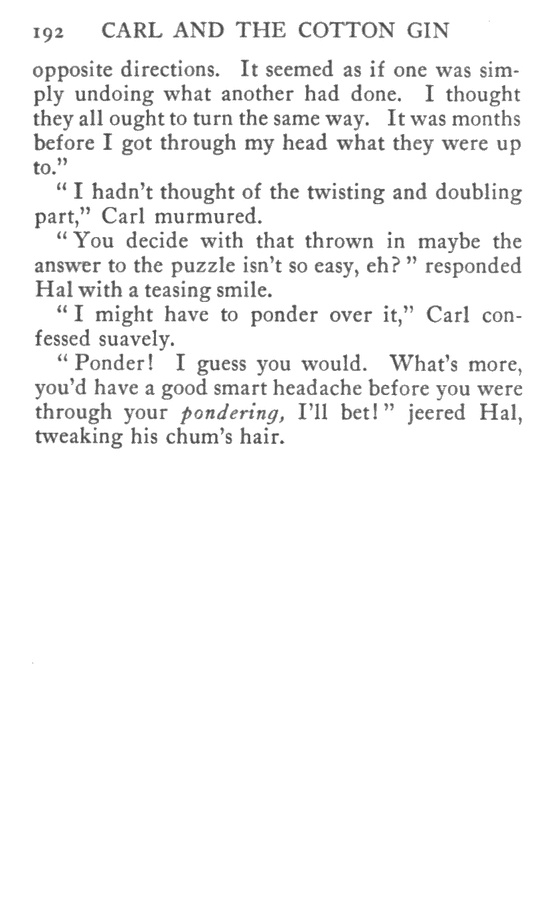 192 CARL AND THE COTTON GIN
opposite directions. It seemed as if one was sim-
ply undoing what another had done. I thought
they all ought to turn the same way. It was months
before I got through my head what they were up
to.”
“ I hadn’t thought of the twisting and doubling
part,” Carl murmured.
“ You decide with that thrown in maybe the
answer to the puzzle isn’t so easy, eh? ” responded
Hal with a teasing smile.
“ I might have to ponder over it,” Carl con-
fessed suavely.
“ Ponder! I guess you would. What’s more,
you’d have a good smart headache before you were
through your pondering, I’ll bet! ” jeered Hal,
tweaking his chum’s hair.